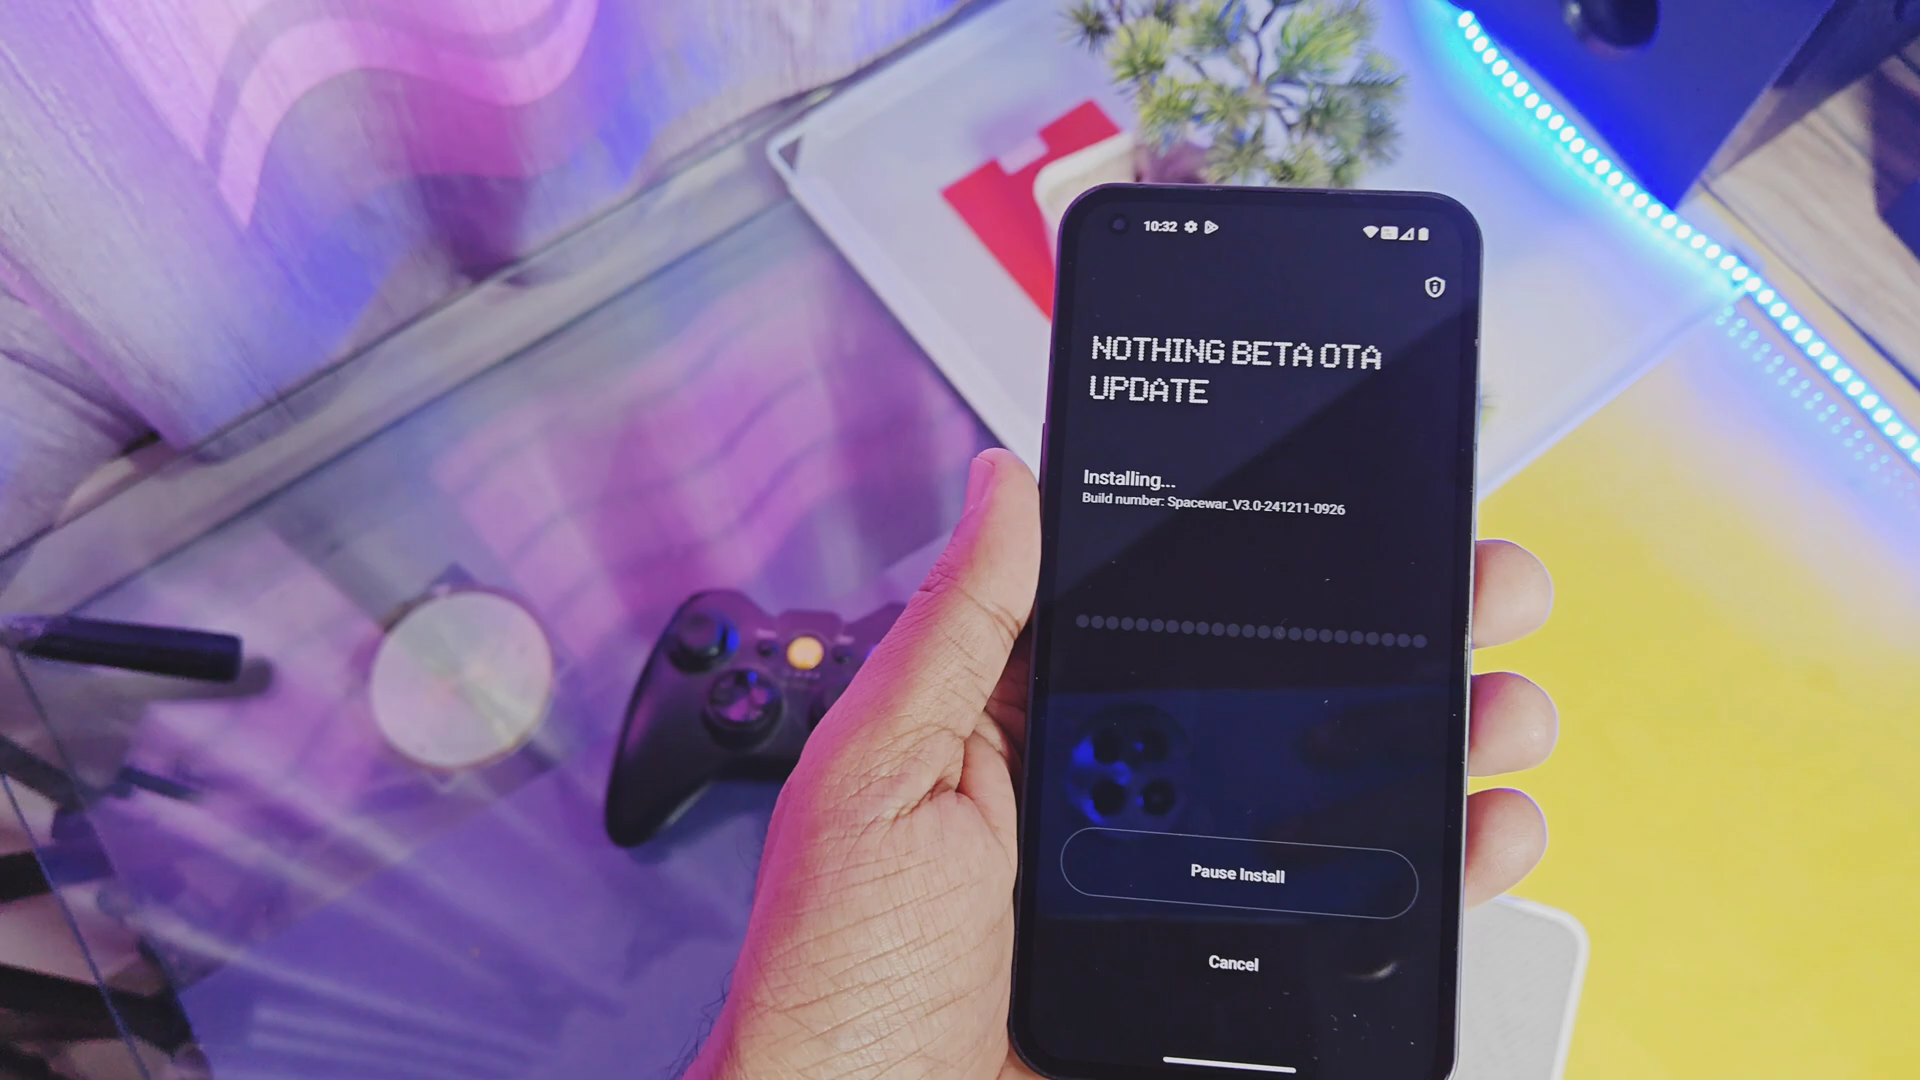 10:32
NOTHING BETA OTA
UPDATE
Installing...
Build number: Spacewar_V3.0-241211-0926
Pause Install
Cancel